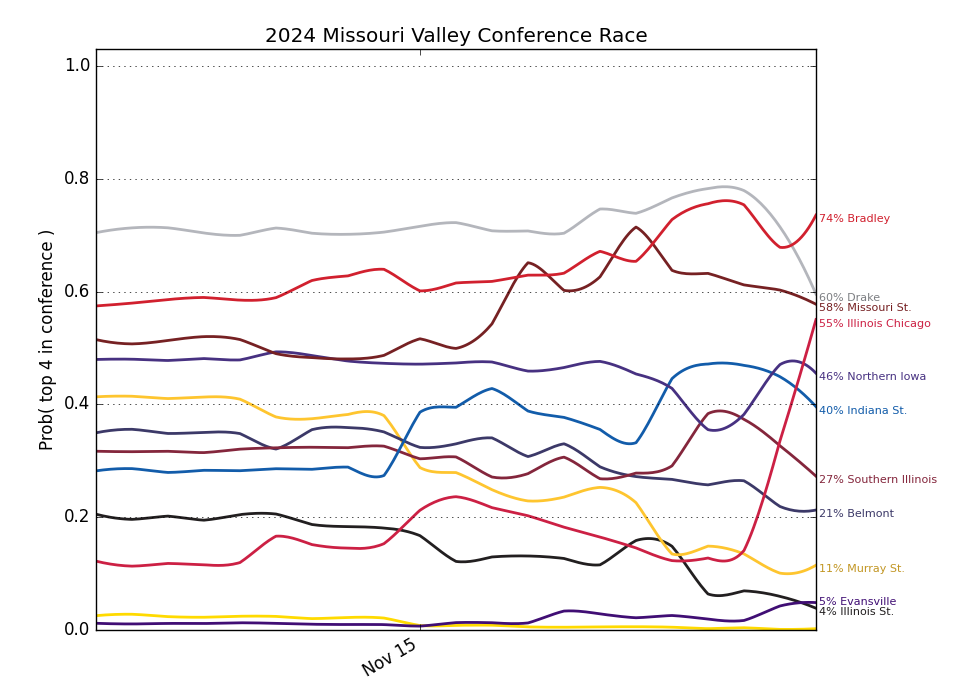 2024 Missouri Valley Conference Race
Prob( top 4 in conference )
1.0
0.8
0.6
0.4
0.2
0.0
Nov 15
74% Bradley
60% Drake
58% Missouri St.
55% Illinois Chicago
46% Northern Iowa
40% Indiana St.
27% Southern Illinois
21% Belmont
11% Murray St.
5% Evansville
4% Illinois St.